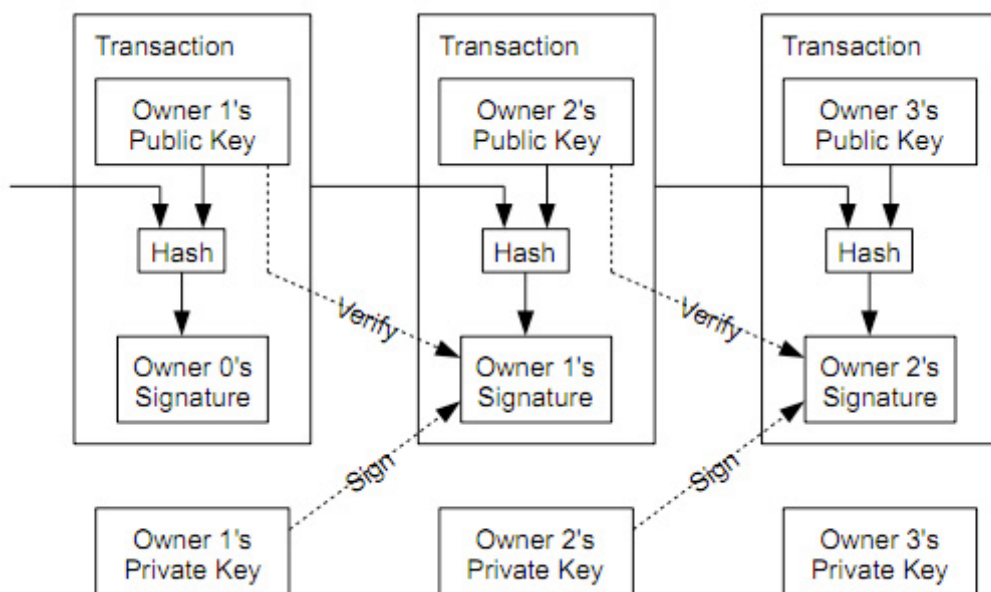 Transaction
Owner 1's
Public Key
Hash
Owner 0's
Signature
Transaction
Owner 2's
Public Key
Hash
Verify
Owner 1's
Signature
Transaction
Owner 3's
Public Key
Hash
Verify
Owner 2's
Signature
Sign
Sign
Owner 1's
Private Key
Owner 2's
Private Key
Owner 3's
Private Key